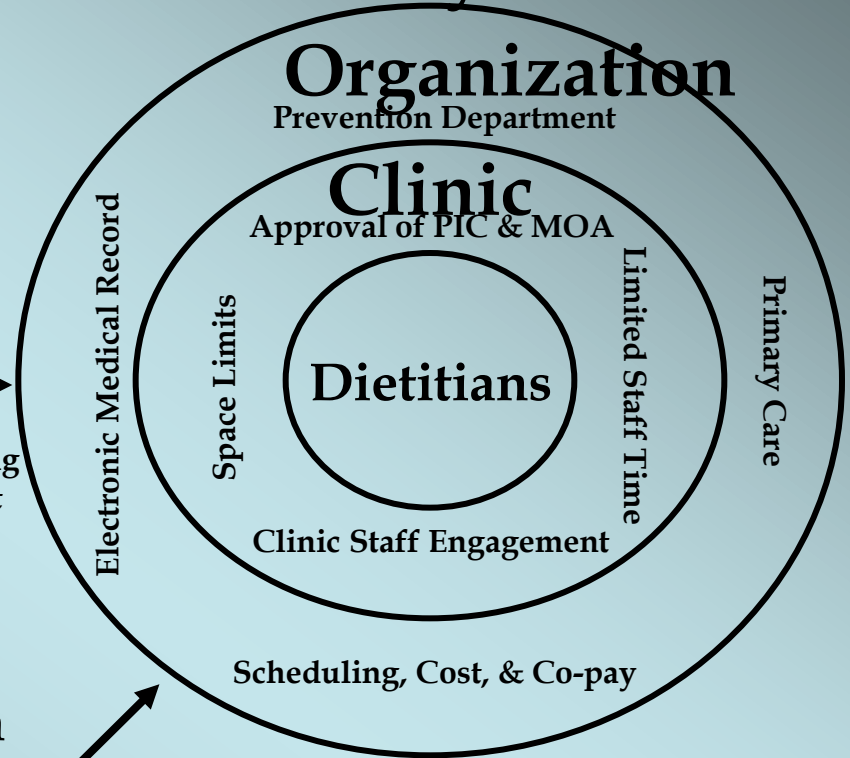 Organization
Prevention Department
Clinic
Approval of PIC & MOA
Electronic Medical Record
Space Limits
Dietitians
Limited Staff Time
Primary Care
Clinic Staff Engagement
Scheduling, Cost, & Co-pay